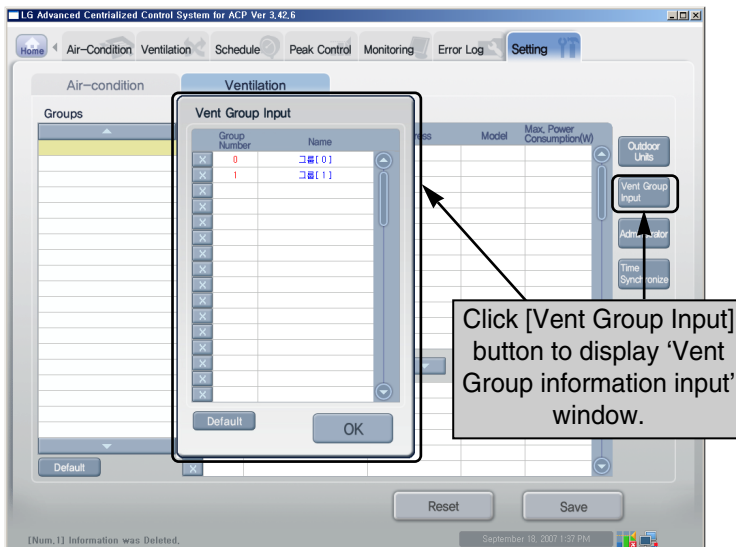 LG Advanced Centrialized Control System for ACP Ver 3,42,6
Home Air-Condition Ventilation Schedule Peak Control Monitoring Error Log Setting
Air-condition Ventilation
Groups
Vent Group Input
Group Number Name
X 0 그룹[ 0 ]
X 1 그룹[ 1 ]
X
X
X
X
X
X
X
X
X
X
X
X
X
X
Default OK
Model Max, Power Consumption(W)
Outdoor Units
Vent Group Input
Time Synchronize
Click [Vent Group Input]
button to display ‘Vent
Group information input’
window.
Default X
Reset Save
[Num,1] Information was Deleted,
September 18, 2007 1:37 PM